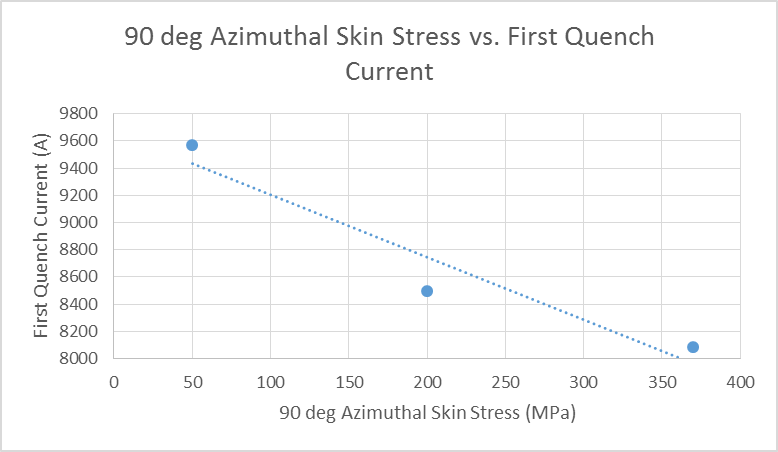 90 deg Azimuthal Skin Stress vs. First Quench
Current
First Quench Current (A)
9800
9600
9400
9200
9000
8800
8600
8400
8200
8000
0 50 100 150 200 250 300 350 400
90 deg Azimuthal Skin Stress (MPa)